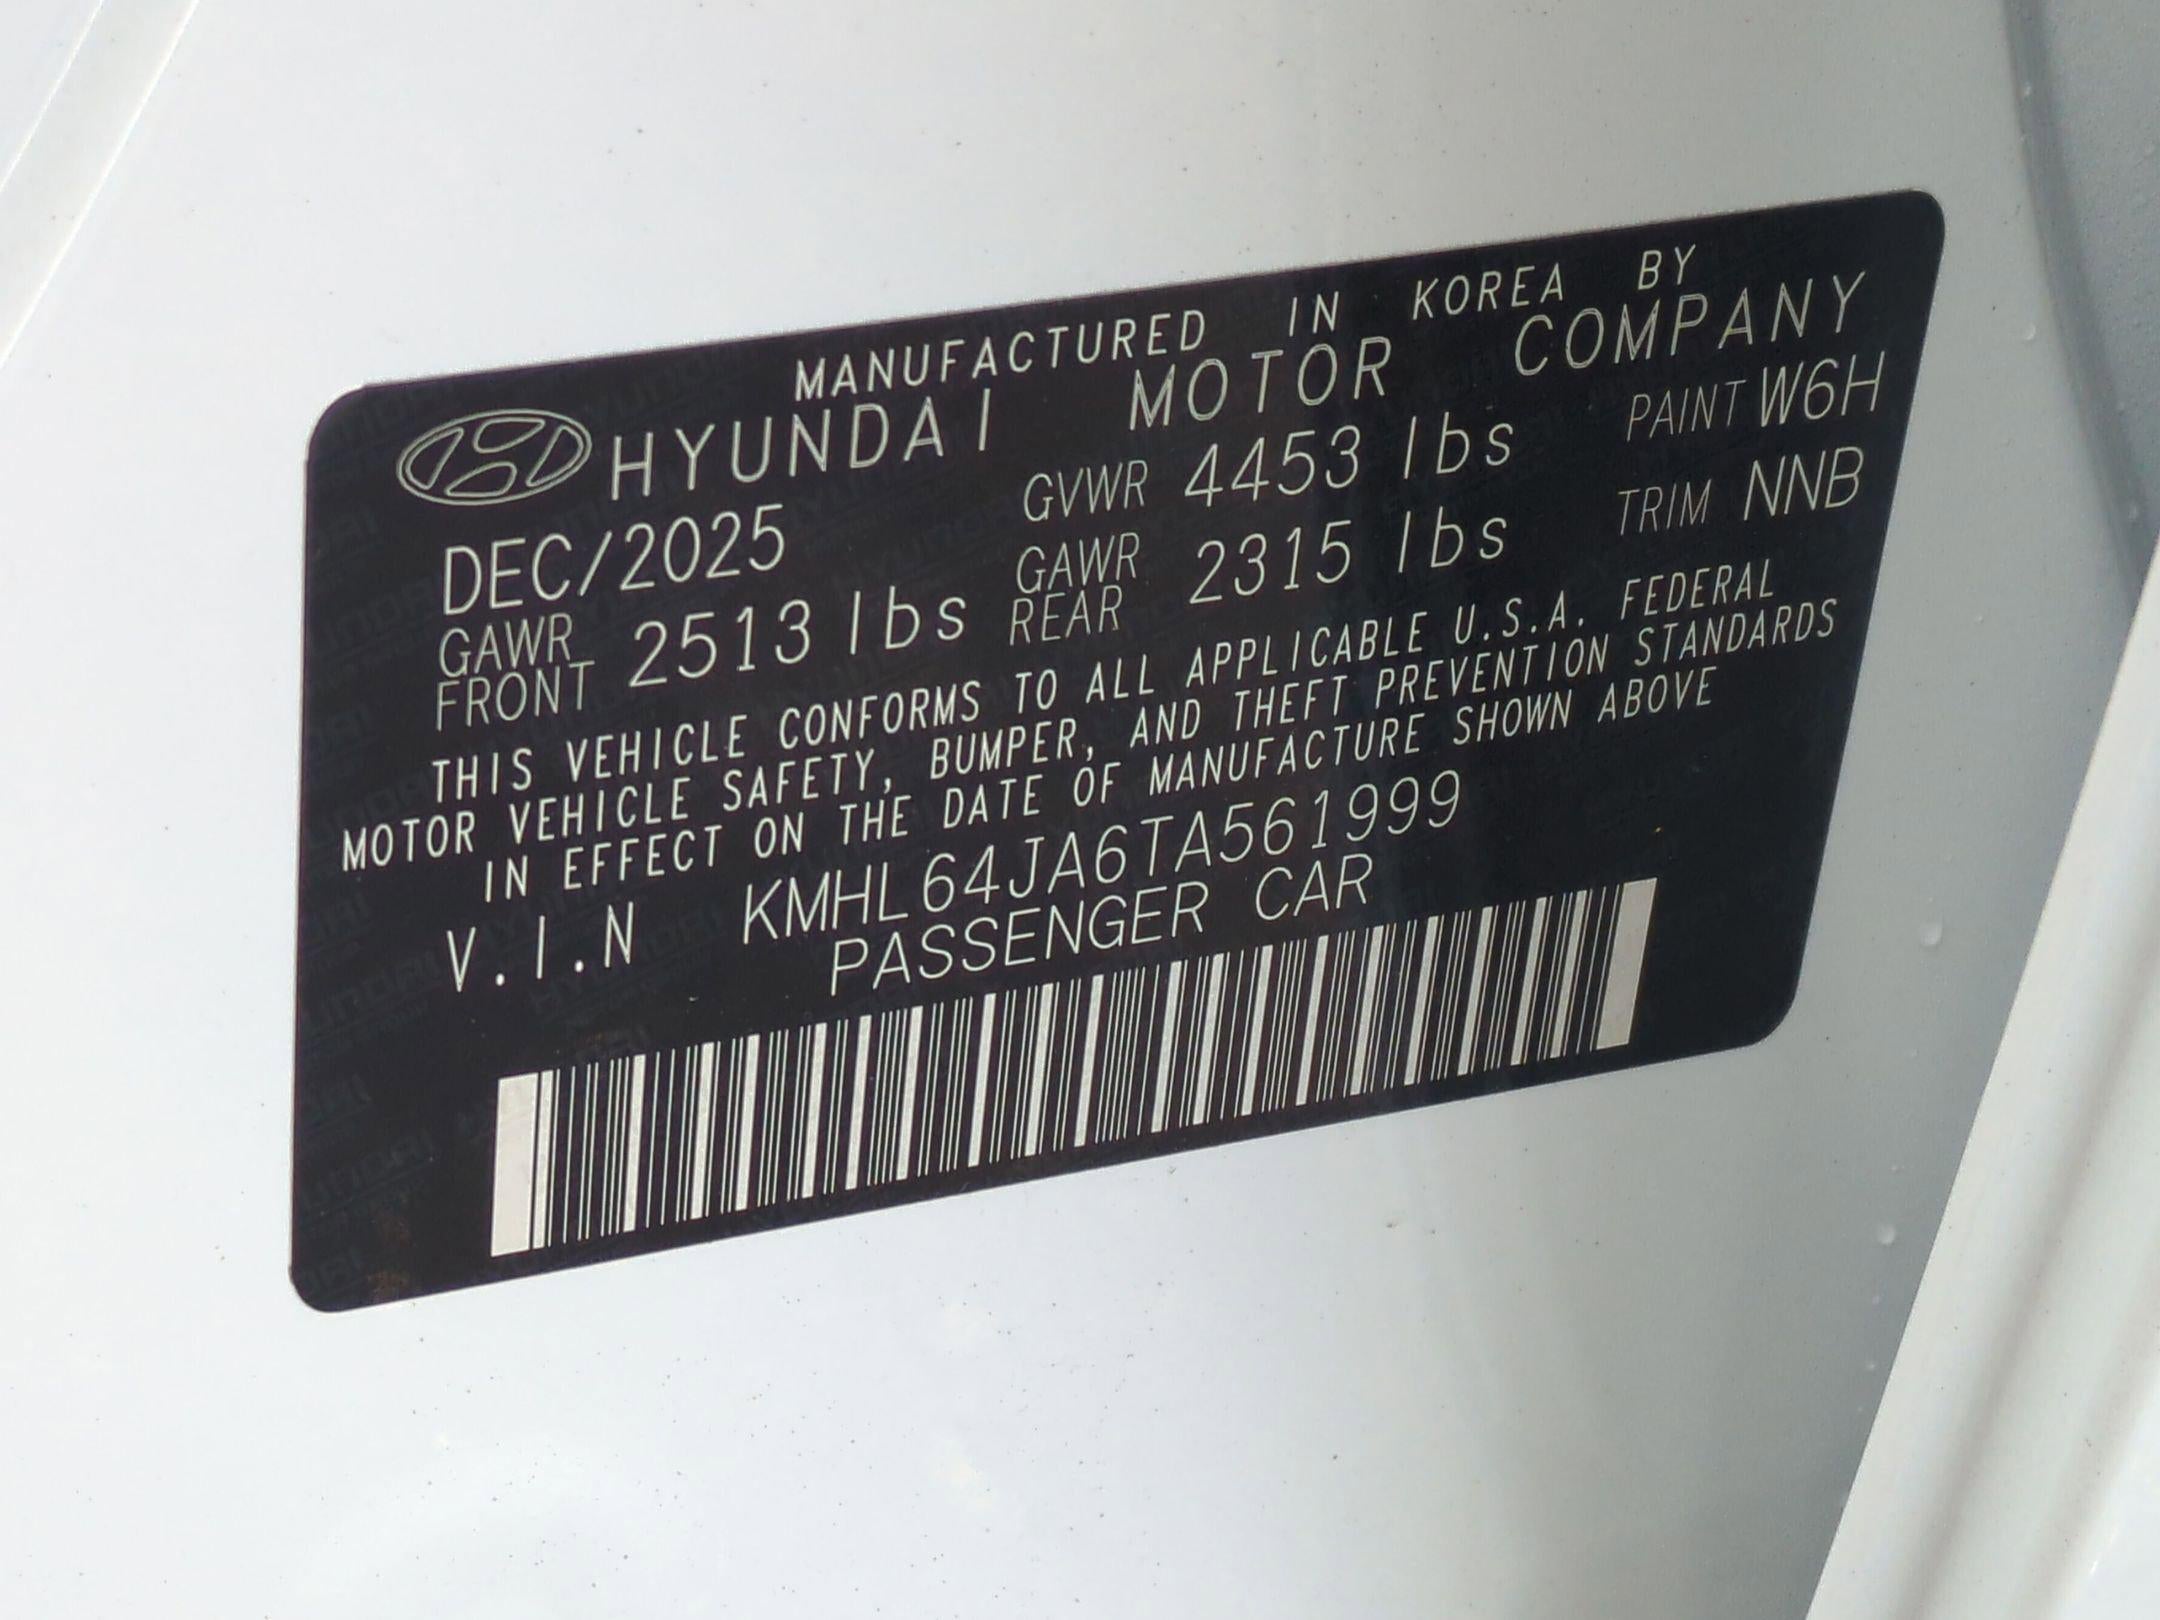 MANUFACTURED IN KOREA BY
HYUNDAI MOTOR COMPANY
DEC/2025 GVWR 4453 lbs PAINT W6H
GAWR FRONT 2513 lbs GAWR REAR 2315 lbs TRIM NNB
THIS VEHICLE CONFORMS TO ALL APPLICABLE U.S.A. FEDERAL
MOTOR VEHICLE SAFETY, BUMPER, AND THEFT PREVENTION STANDARDS
IN EFFECT ON THE DATE OF MANUFACTURE SHOWN ABOVE
V.I.N KMHL64JA6TA561999
PASSENGER CAR